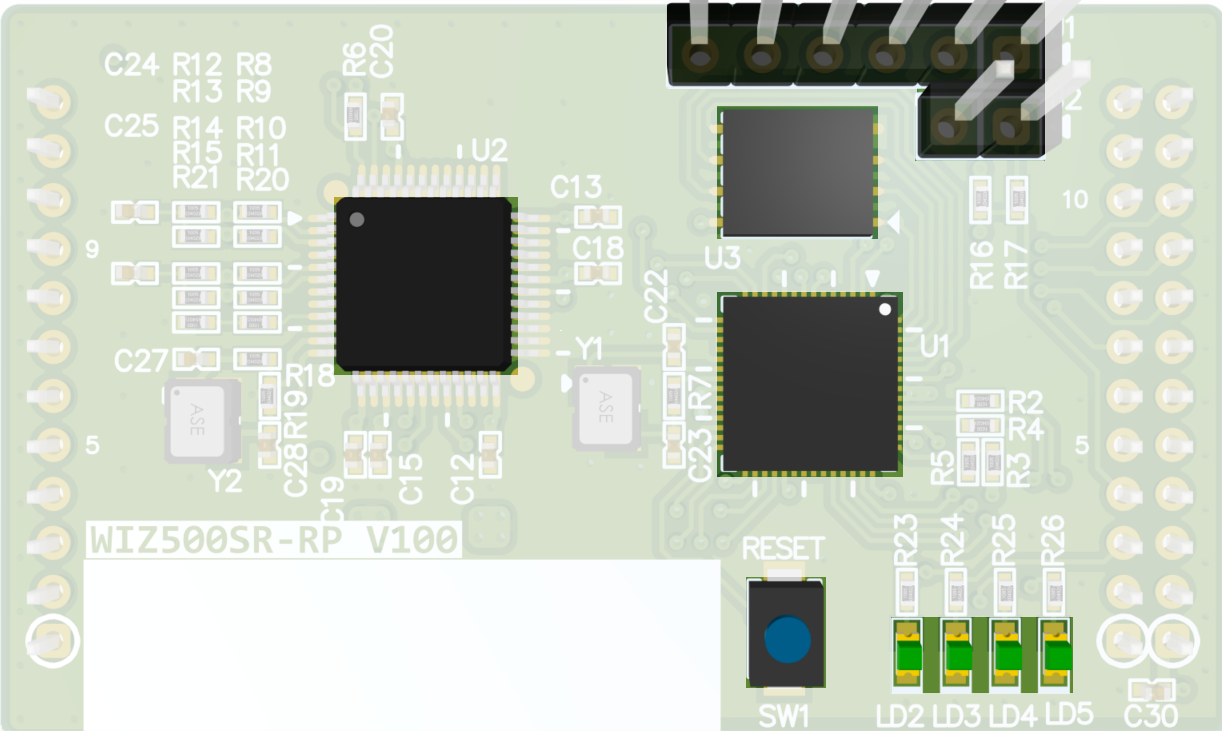 C24 R12 R8
R13 R9
C25 R14 R10
R15 R11
R21 R20
R6
C20
U2
C13
C18
9
C27
R18
R19
C28
Y2
5
C19
C15
C12
Y1
C22
R7
C23
U3
U1
10
R16
R17
R2
R4
R5
R3
5
ASE
ASE
WIZ500SR-RP V100
RESET
SW1
R23
R24
R25
R26
LD2 LD3 LD4 LD5
C30